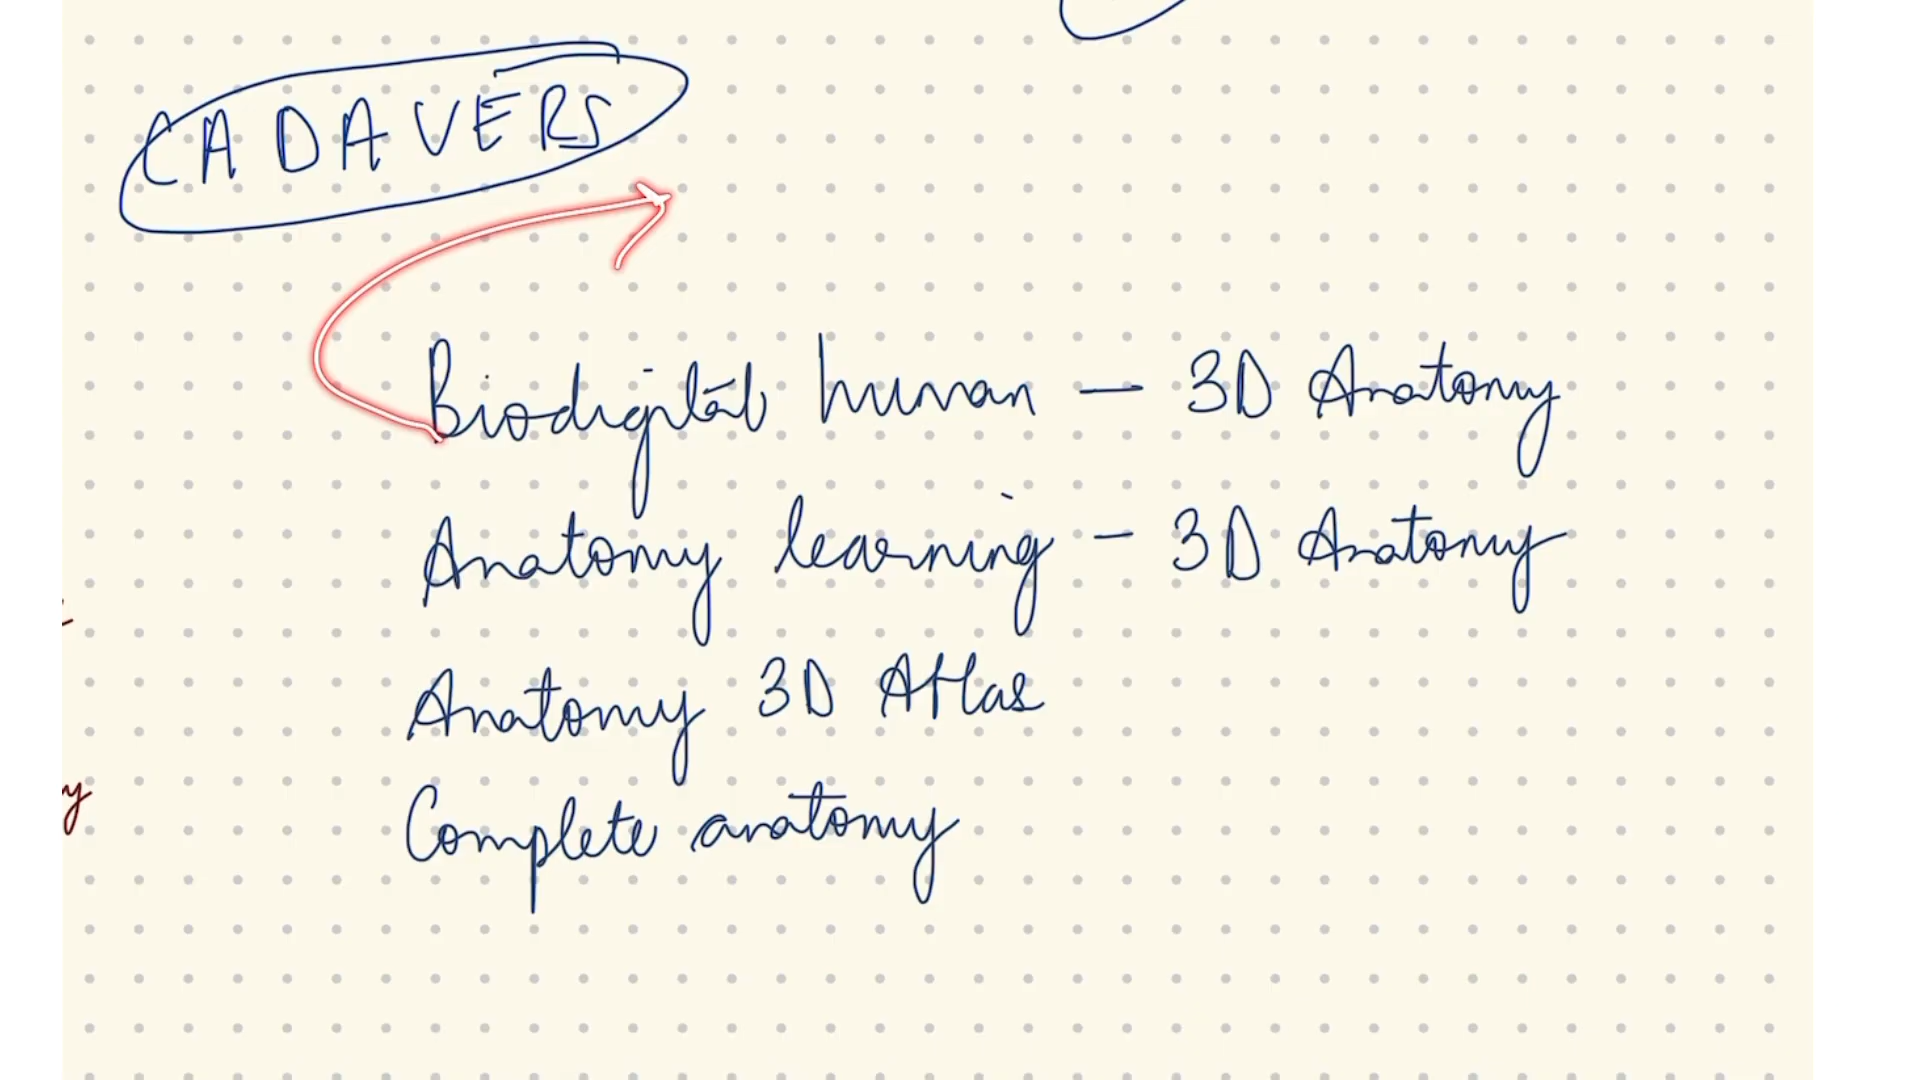 CADAVERS
Biodigital human — 3D Anatomy
Anatomy learning — 3D Anatomy
Anatomy 3D Atlas
Complete anatomy
y